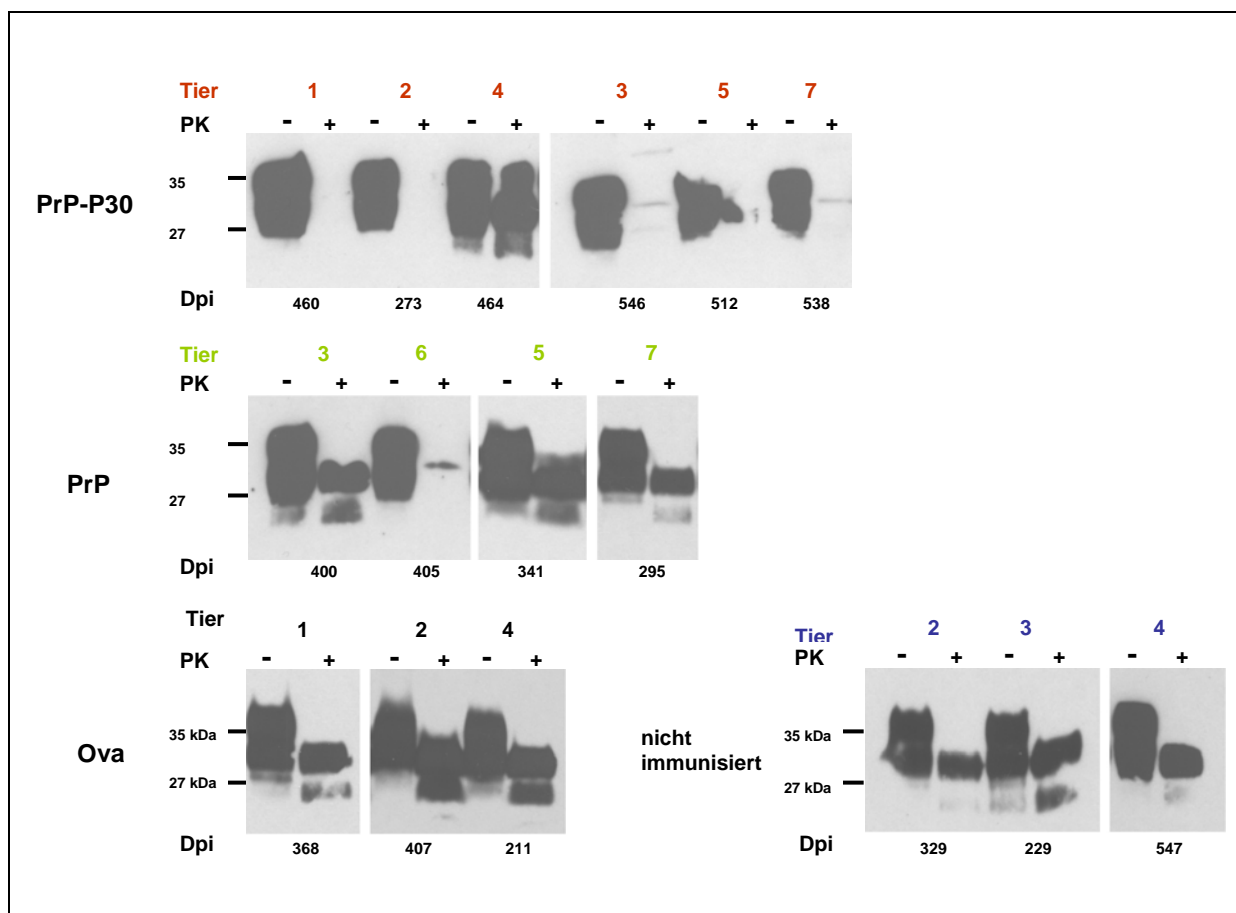 Tier 1 2 4 3 5 7
PK - + - + - + - + - + - +
35
PrP-P30
27
Dpi 460 273 464 546 512 538
Tier 3 6 5 7
PK - + - + - + - +
35
PrP
27
Dpi 400 405 341 295
Tier 1 2 4
PK - + - + - +
35 kDa
Ova
27 kDa
Dpi 368 407 211
Tier 2 3 4
PK - + - + - +
35 kDa
nicht
immunisiert
27 kDa
Dpi 329 229 547